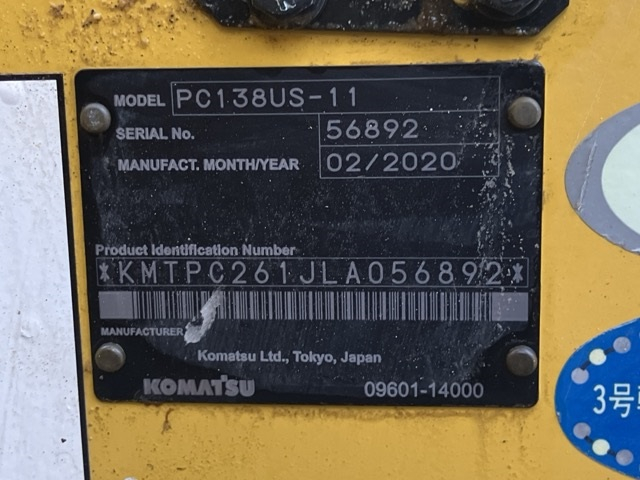 MODEL PC138US-11
SERIAL No. 56892
MANUFACT. MONTH/YEAR 02/2020
Product Identification Number
*KMTPC261JLA056892*
MANUFACTURER
Komatsu Ltd., Tokyo, Japan
KOMATSU 09601-14000
3号